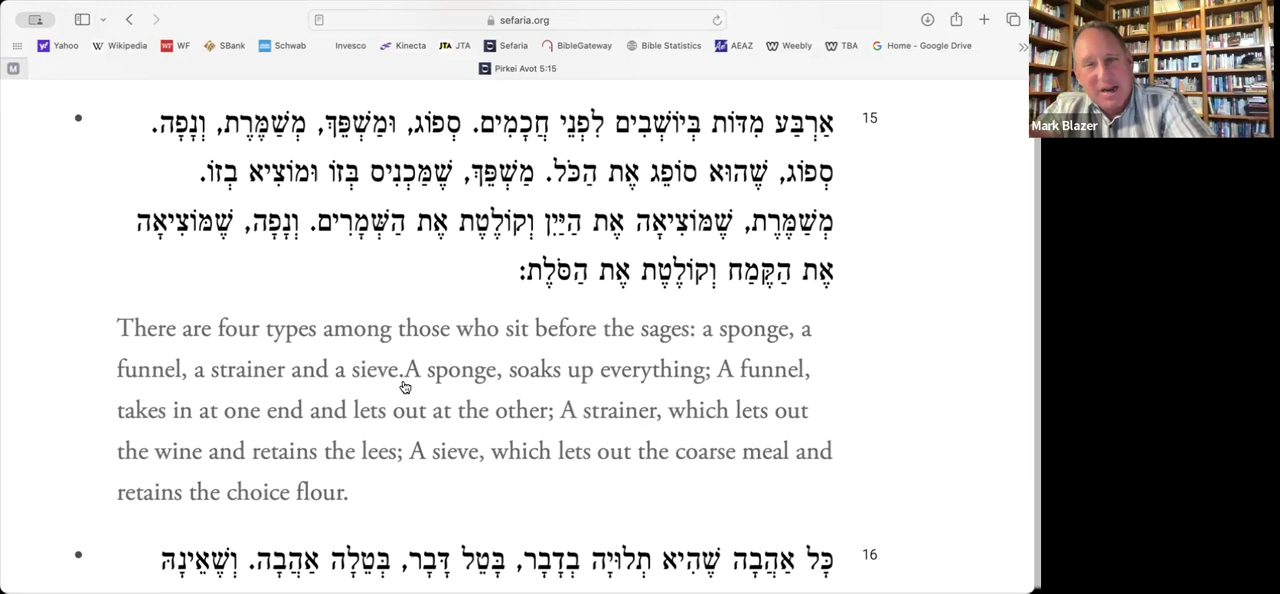 sefaria.org
Yahoo Wikipedia WF SBank Schwab Invesco Kinecta JTA Sefaria BibleGateway Bible Statistics AEAZ Weebly TBA Home - Google Drive
M Pirkei Avot 5:15
Mark Blazer
15
אַרְבַּע מִדּוֹת בְּיוֹשְׁבִים לִפְנֵי חֲכָמִים. סְפוֹג, וּמַשְׁפֵּךְ, מְשַׁמֶּרֶת, וְנָפָה.
סְפוֹג, שֶׁהוּא סוֹפֵג אֶת הַכֹּל. מַשְׁפֵּךְ, שֶׁמַּכְנִיס בְּזוֹ וּמוֹצִיא בְזוֹ.
מְשַׁמֶּרֶת, שֶׁמּוֹצִיאָה אֶת הַיַּיִן וְקוֹלֶטֶת אֶת הַשְּׁמָרִים. וְנָפָה, שֶׁמּוֹצִיאָה
אֶת הַקֶּמַח וְקוֹלֶטֶת אֶת הַסֹּלֶת:
There are four types among those who sit before the sages: a sponge, a
funnel, a strainer and a sieve.A sponge, soaks up everything; A funnel,
takes in at one end and lets out at the other; A strainer, which lets out
the wine and retains the lees; A sieve, which lets out the coarse meal and
retains the choice flour.
16
כָּל אַהֲבָה שֶׁהִיא תְלוּיָה בְדָבָר, בָּטֵל דָּבָר, בְּטֵלָה אַהֲבָה. וְשֶׁאֵינָהּ